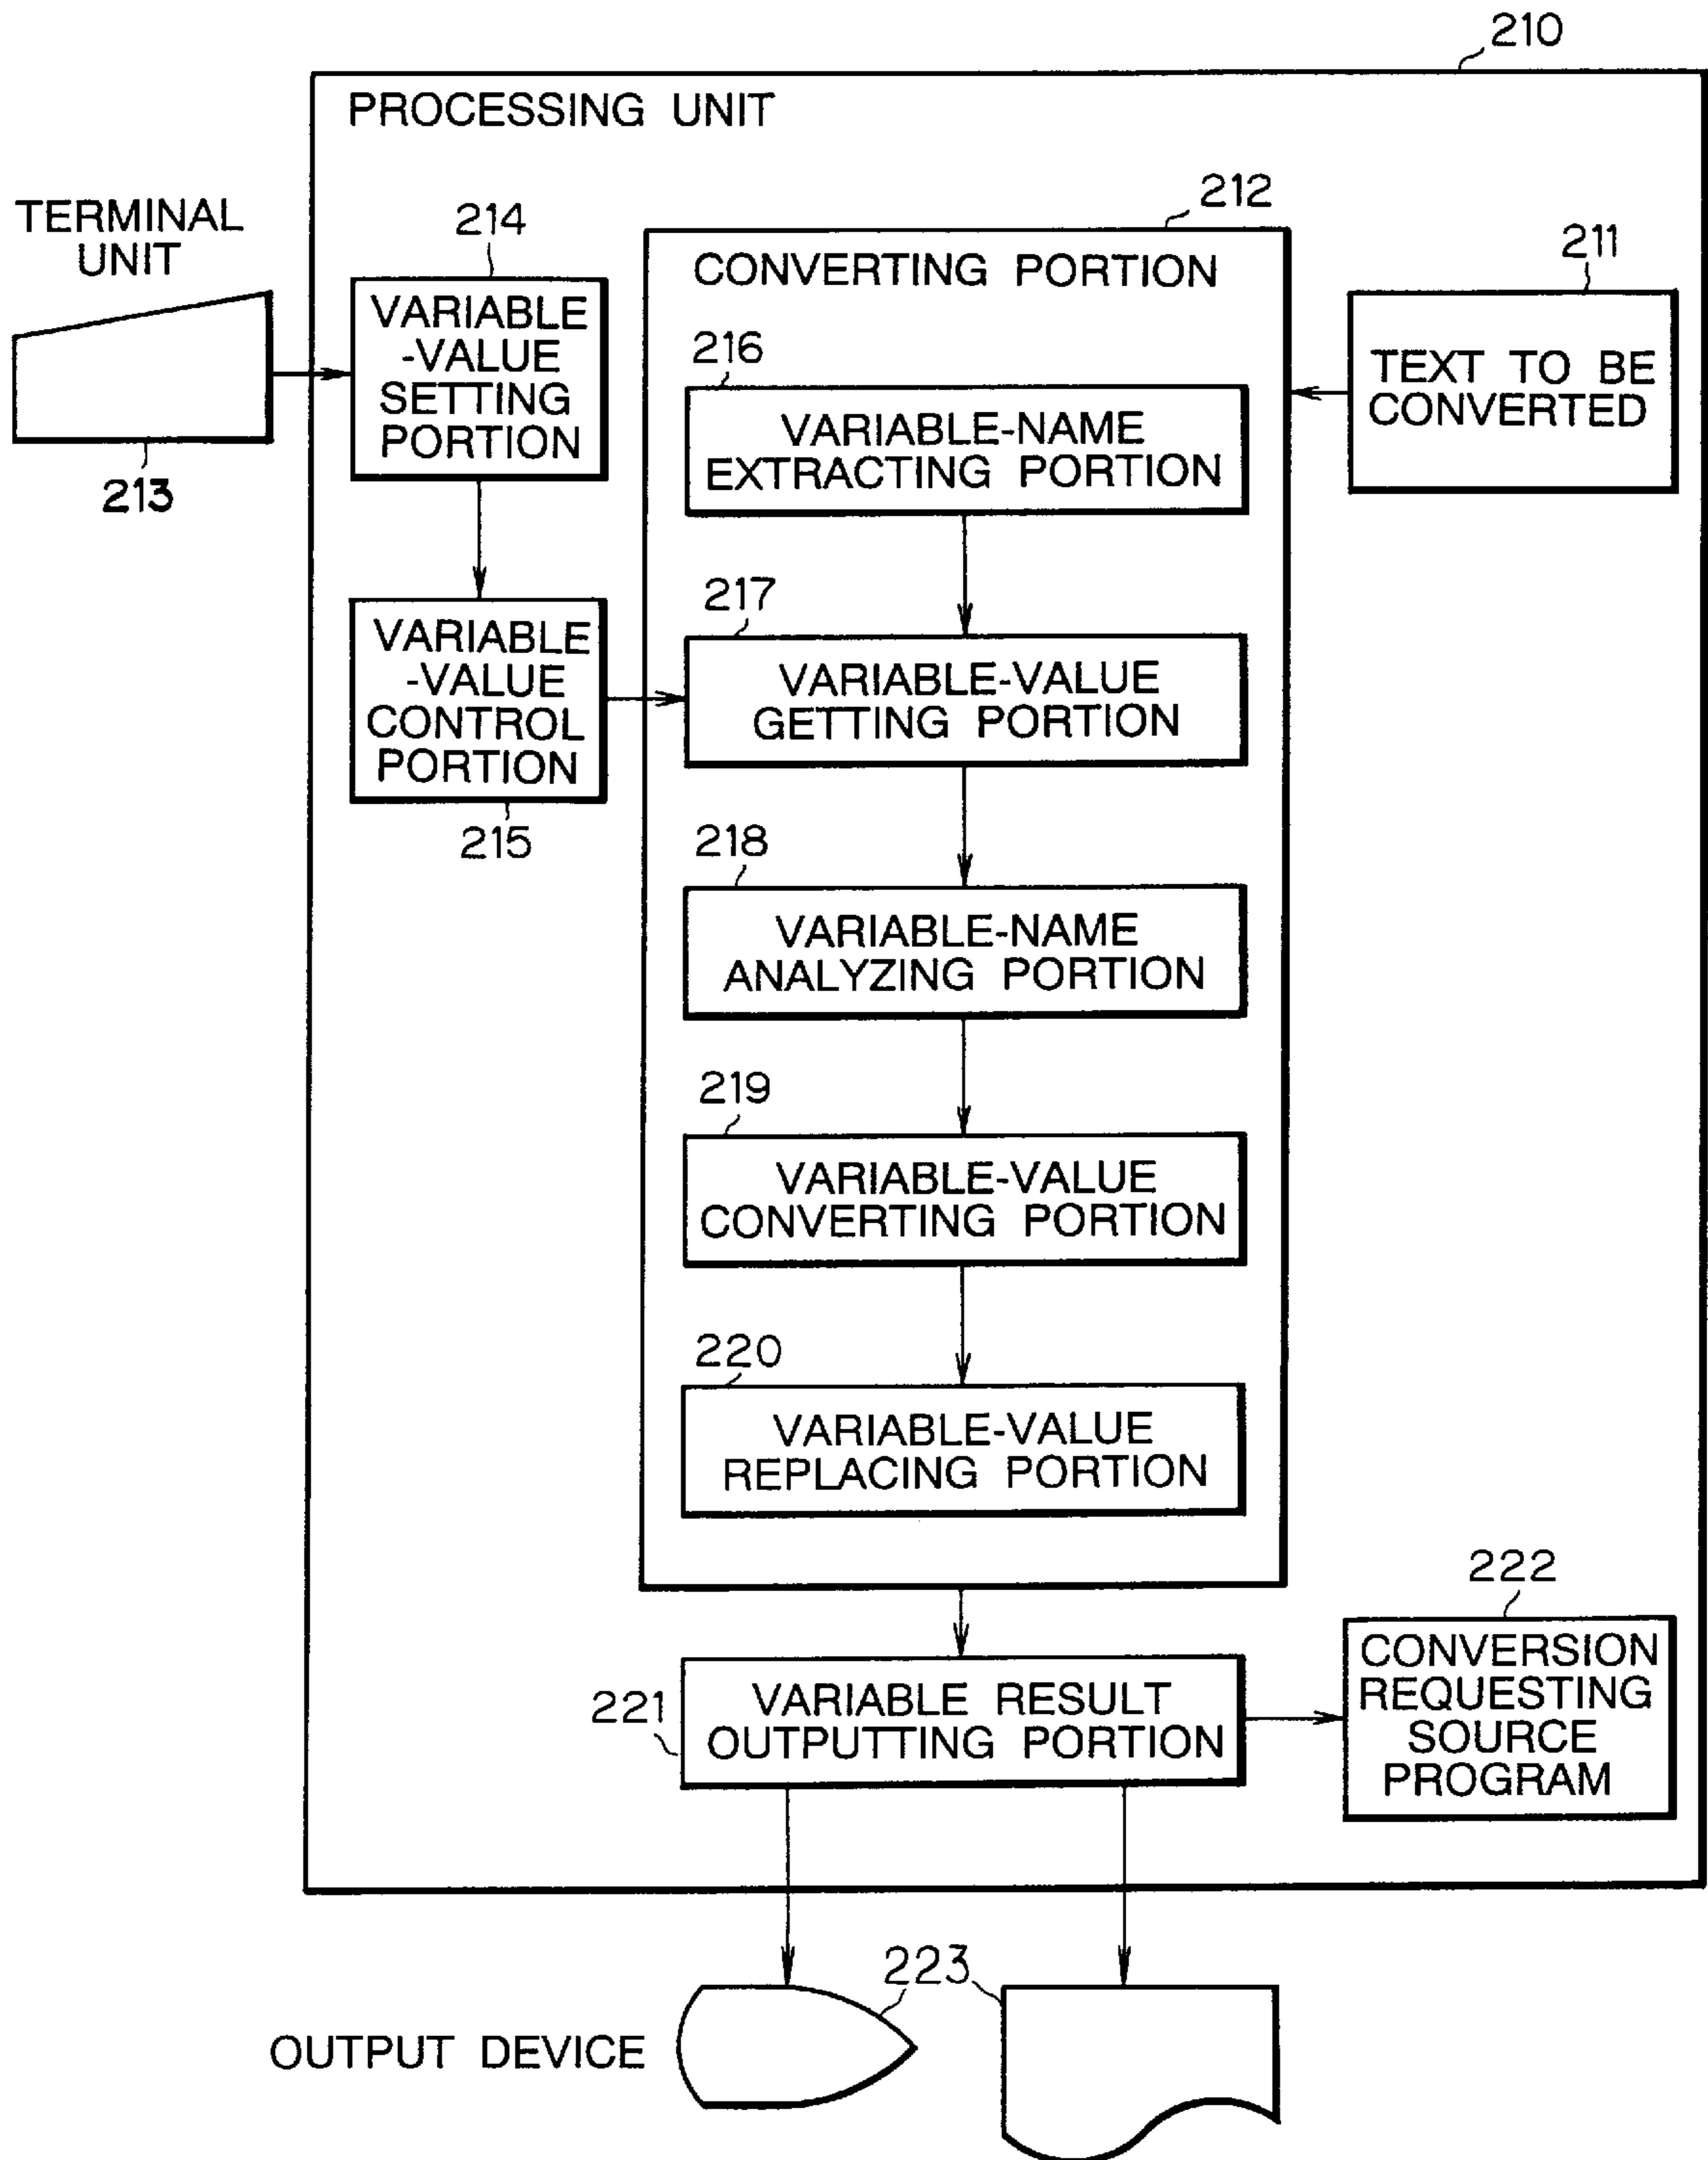 210
PROCESSING UNIT
TERMINAL
UNIT
213
214
VARIABLE
-VALUE
SETTING
PORTION
VARIABLE
-VALUE
CONTROL
PORTION
215
212
CONVERTING PORTION
211
TEXT TO BE
CONVERTED
216
VARIABLE-NAME
EXTRACTING PORTION
217
VARIABLE-VALUE
GETTING PORTION
218
VARIABLE-NAME
ANALYZING PORTION
219
VARIABLE-VALUE
CONVERTING PORTION
220
VARIABLE-VALUE
REPLACING PORTION
221
VARIABLE RESULT
OUTPUTTING PORTION
222
CONVERSION
REQUESTING
SOURCE
PROGRAM
223
OUTPUT DEVICE